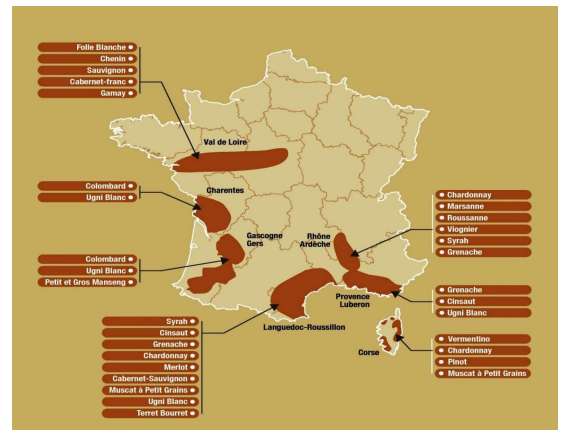 Folle Blanche
Chenin
Sauvignon
Cabernet-franc
Gamay
Val de Loire
Colombard
Ugni Blanc
Charentes
Colombard
Ugni Blanc
Petit et Gros Manseng
Gascogne
Gers
Rhône
Ardèche
Chardonnay
Marsanne
Roussanne
Viognier
Syrah
Grenache
Provence
Luberon
Grenache
Cinsaut
Ugni Blanc
Languedoc-Roussillon
Syrah
Cinsaut
Grenache
Chardonnay
Merlot
Cabernet-Sauvignon
Muscat à Petit Grains
Ugni Blanc
Terret Bourret
Corse
Vermentino
Chardonnay
Pinot
Muscat à Petit Grains